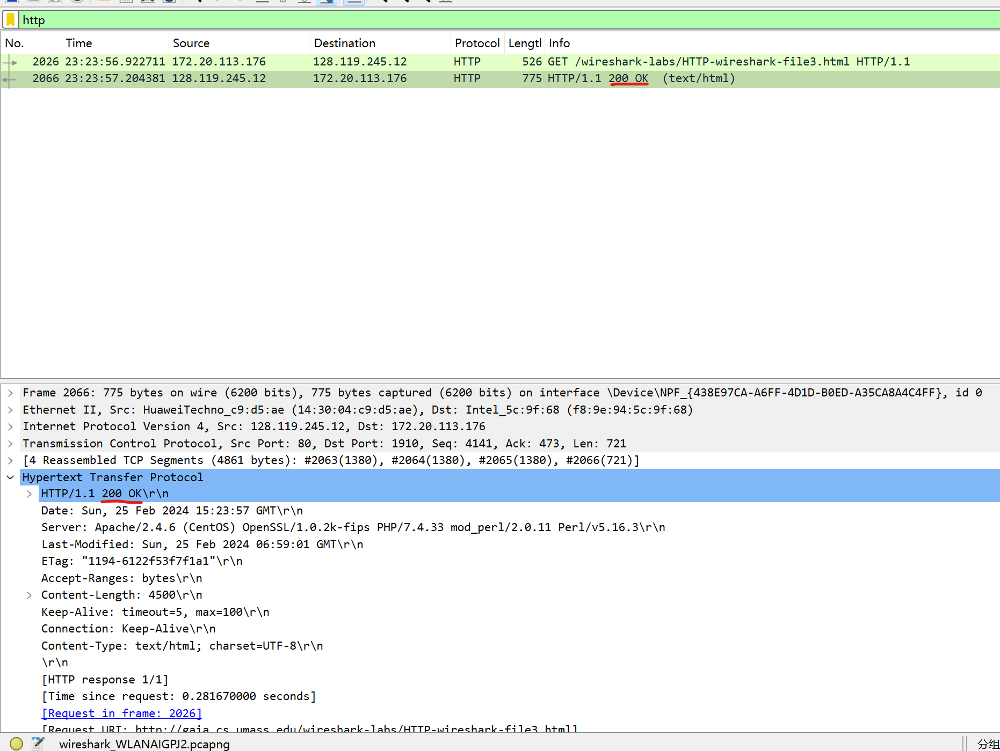 http
No. Time Source Destination Protocol Lengtl Info
2026 23:23:56.922711 172.20.113.176 128.119.245.12 HTTP 526 GET /wireshark-labs/HTTP-wireshark-file3.html HTTP/1.1
2066 23:23:57.204381 128.119.245.12 172.20.113.176 HTTP 775 HTTP/1.1 200 OK (text/html)
Frame 2066: 775 bytes on wire (6200 bits), 775 bytes captured (6200 bits) on interface \Device\NPF_{438E97CA-A6FF-4D1D-B0ED-A35CA8A4C4FF}, id 0
Ethernet II, Src: HuaweiTechno_c9:d5:ae (14:30:04:c9:d5:ae), Dst: Intel_5c:9f:68 (f8:9e:94:5c:9f:68)
Internet Protocol Version 4, Src: 128.119.245.12, Dst: 172.20.113.176
Transmission Control Protocol, Src Port: 80, Dst Port: 1910, Seq: 4141, Ack: 473, Len: 721
[4 Reassembled TCP Segments (4861 bytes): #2063(1380), #2064(1380), #2065(1380), #2066(721)]
Hypertext Transfer Protocol
HTTP/1.1 200 OK\r\n
Date: Sun, 25 Feb 2024 15:23:57 GMT\r\n
Server: Apache/2.4.6 (CentOS) OpenSSL/1.0.2k-fips PHP/7.4.33 mod_perl/2.0.11 Perl/v5.16.3\r\n
Last-Modified: Sun, 25 Feb 2024 06:59:01 GMT\r\n
ETag: "1194-6122f53f7f1a1"\r\n
Accept-Ranges: bytes\r\n
Content-Length: 4500\r\n
Keep-Alive: timeout=5, max=100\r\n
Connection: Keep-Alive\r\n
Content-Type: text/html; charset=UTF-8\r\n
\r\n
[HTTP response 1/1]
[Time since request: 0.281670000 seconds]
[Request in frame: 2026]
[Request URI: http://gaia.cs.umass.edu/wireshark-labs/HTTP-wireshark-file3.html]
wireshark_WLANAIGPJ2.pcapng
分组